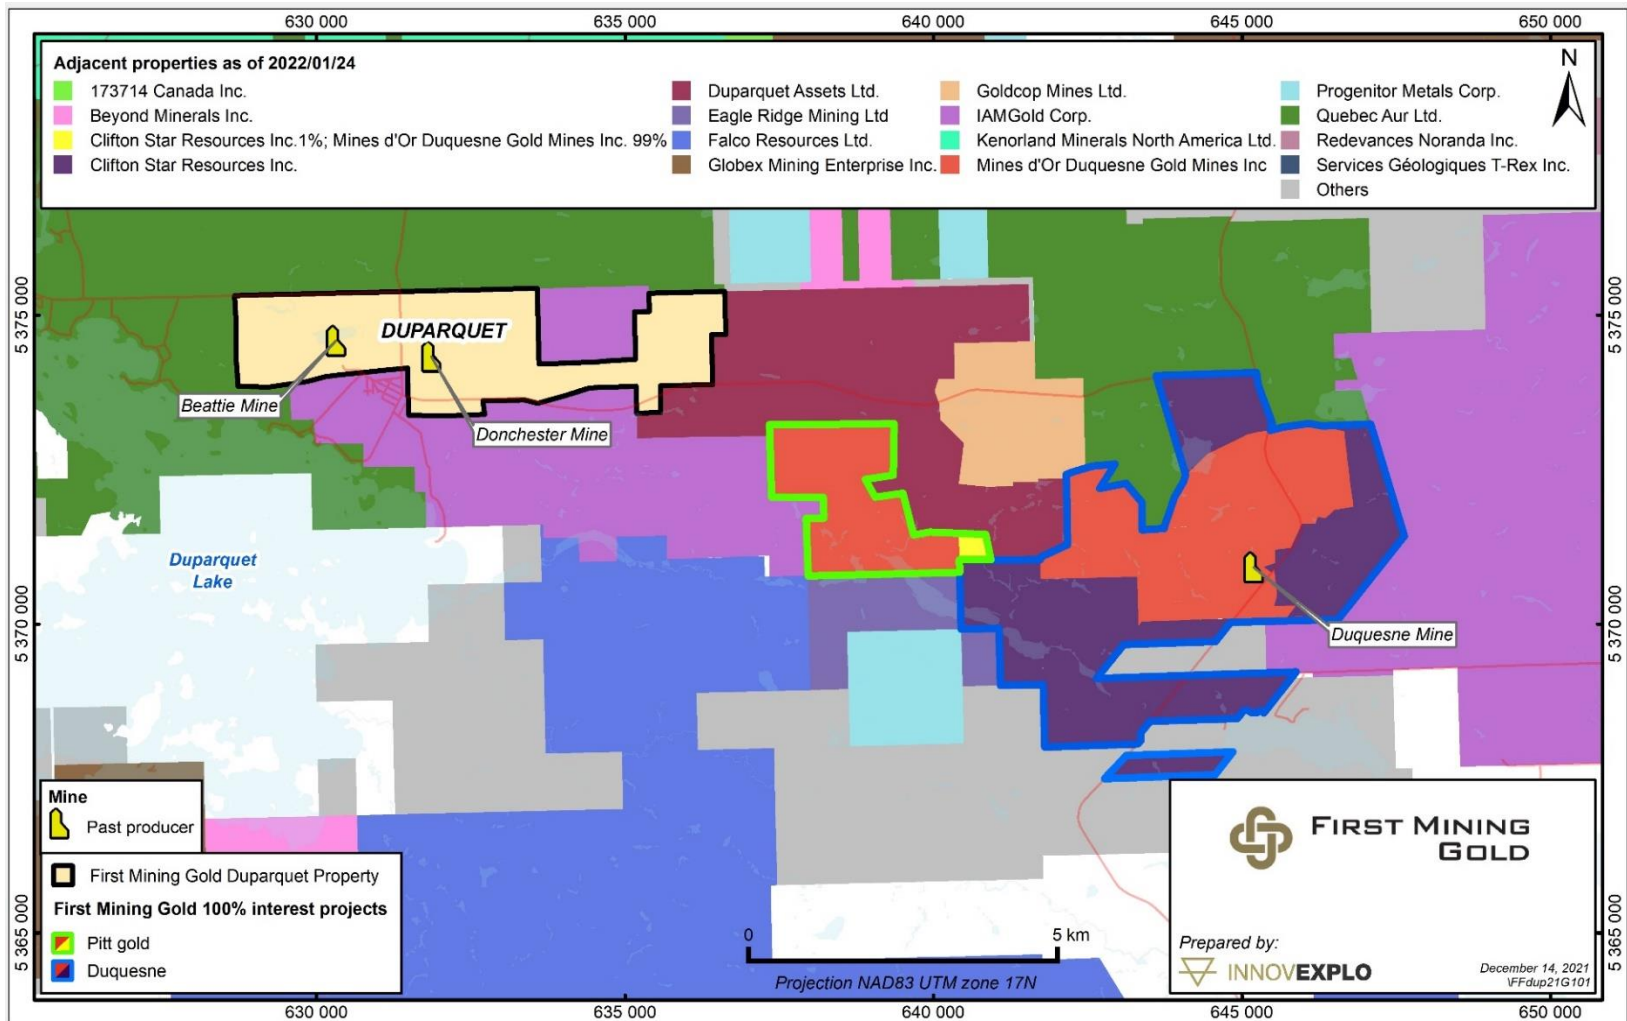 630 000
635 000
640 000
645 000
650 000
Adjacent properties as of 2022/01/24
173714 Canada Inc.
Beyond Minerals Inc.
Clifton Star Resources Inc.1%; Mines d'Or Duquesne Gold Mines Inc. 99%
Clifton Star Resources Inc.
Duparquet Assets Ltd.
Eagle Ridge Mining Ltd
Falco Resources Ltd.
Globex Mining Enterprise Inc.
Goldcop Mines Ltd.
IAMGold Corp.
Kenorland Minerals North America Ltd.
Mines d'Or Duquesne Gold Mines Inc
Progenitor Metals Corp.
Quebec Aur Ltd.
Redevances Noranda Inc.
Services Géologiques T-Rex Inc.
Others
N
5 375 000
5 375 000
DUPARQUET
Beattie Mine
Donchester Mine
Duparquet
Lake
5 370 000
5 370 000
Duquesne Mine
Mine
Past producer
First Mining Gold Duparquet Property
First Mining Gold 100% interest projects
Pitt gold
Duquesne
5 365 000
5 365 000
0
5 km
Projection NAD83 UTM zone 17N
FIRST MINING
GOLD
Prepared by:
INNOVEXPLO
December 14, 2021
\FFdup21G101
630 000
635 000
640 000
645 000
650 000